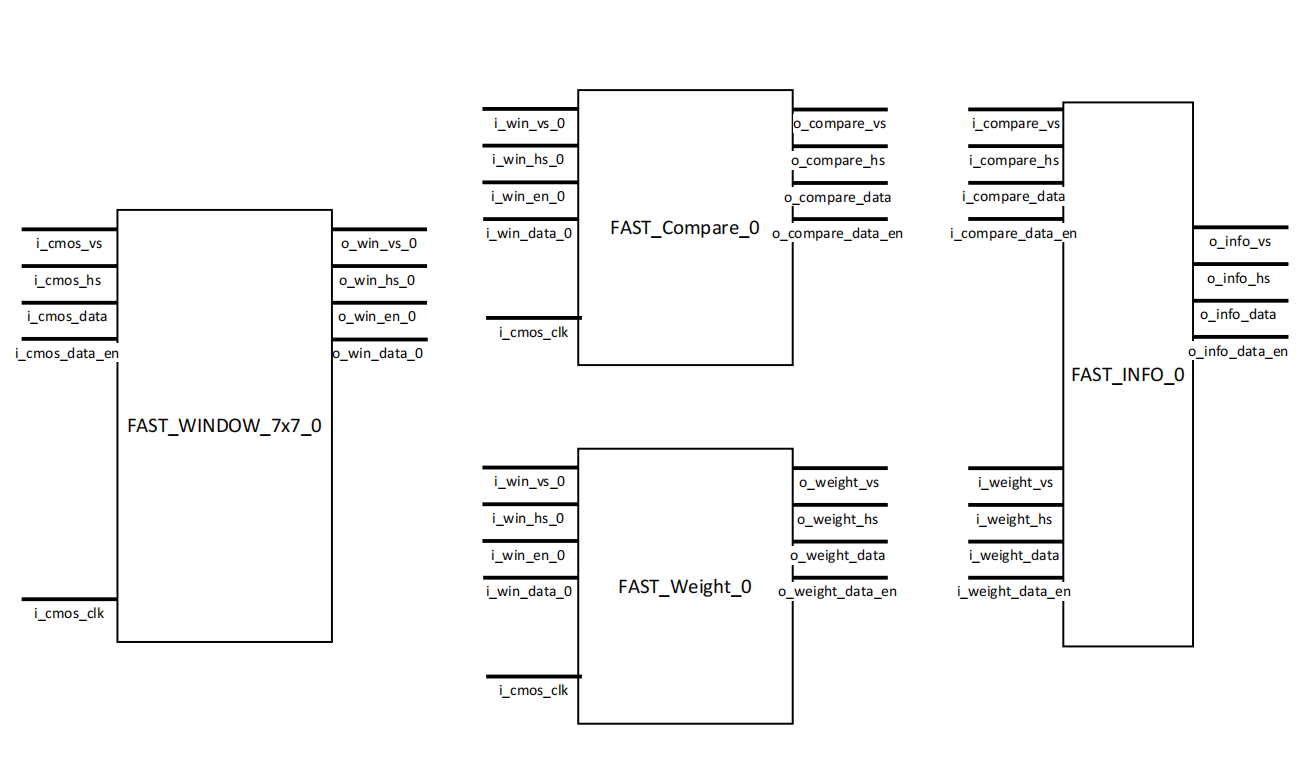 i_cmos_vs
i_cmos_hs
i_cmos_data
i_cmos_data_en
i_cmos_clk
FAST_WINDOW_7x7_0
o_win_vs_0
o_win_hs_0
o_win_en_0
o_win_data_0
i_win_vs_0
i_win_hs_0
i_win_en_0
i_win_data_0
i_cmos_clk
FAST_Compare_0
o_compare_vs
o_compare_hs
o_compare_data
o_compare_data_en
i_win_vs_0
i_win_hs_0
i_win_en_0
i_win_data_0
i_cmos_clk
FAST_Weight_0
o_weight_vs
o_weight_hs
o_weight_data
o_weight_data_en
i_compare_vs
i_compare_hs
i_compare_data
i_compare_data_en
i_weight_vs
i_weight_hs
i_weight_data
i_weight_data_en
FAST_INFO_0
o_info_vs
o_info_hs
o_info_data
o_info_data_en